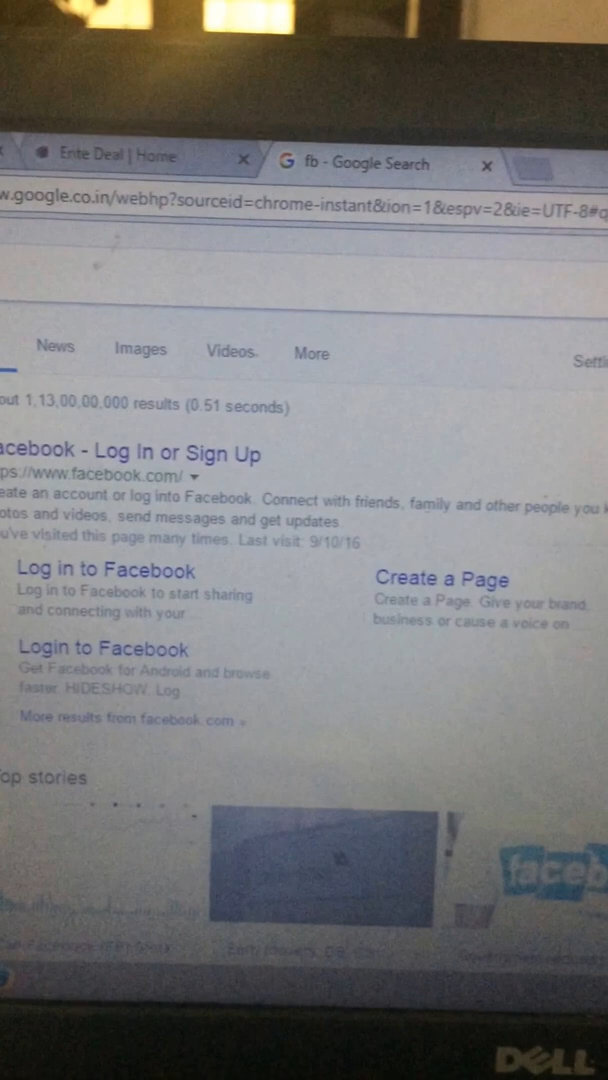 Ente Deal | Home
fb - Google Search
w.google.co.in/webhp?sourceid=chrome-instant&ion=1&espv=2&ie=UTF-8#q
News Images Videos More Setti
out 1,13,00,00,000 results (0.51 seconds)
acebook - Log In or Sign Up
ps://www.facebook.com/
eate an account or log into Facebook. Connect with friends, family and other people you k
otos and videos, send messages and get updates
u've visited this page many times. Last visit: 9/10/16
Log in to Facebook
Log in to Facebook to start sharing
and connecting with your
Create a Page
Create a Page. Give your brand,
business or cause a voice on
Login to Facebook
Get Facebook for Android and browse
faster. HIDESHOW. Log
More results from facebook.com »
op stories
faceb
DELL